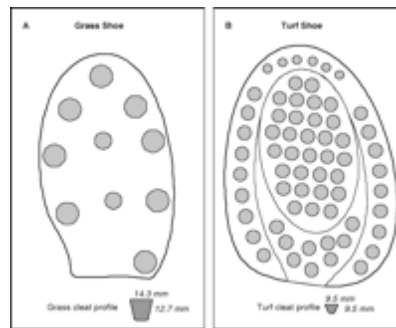 A Grass Shoe
14.3 mm
Grass cleat profile 12.7 mm
B Turf Shoe
9.5 mm
Turf cleat profile 9.5 mm